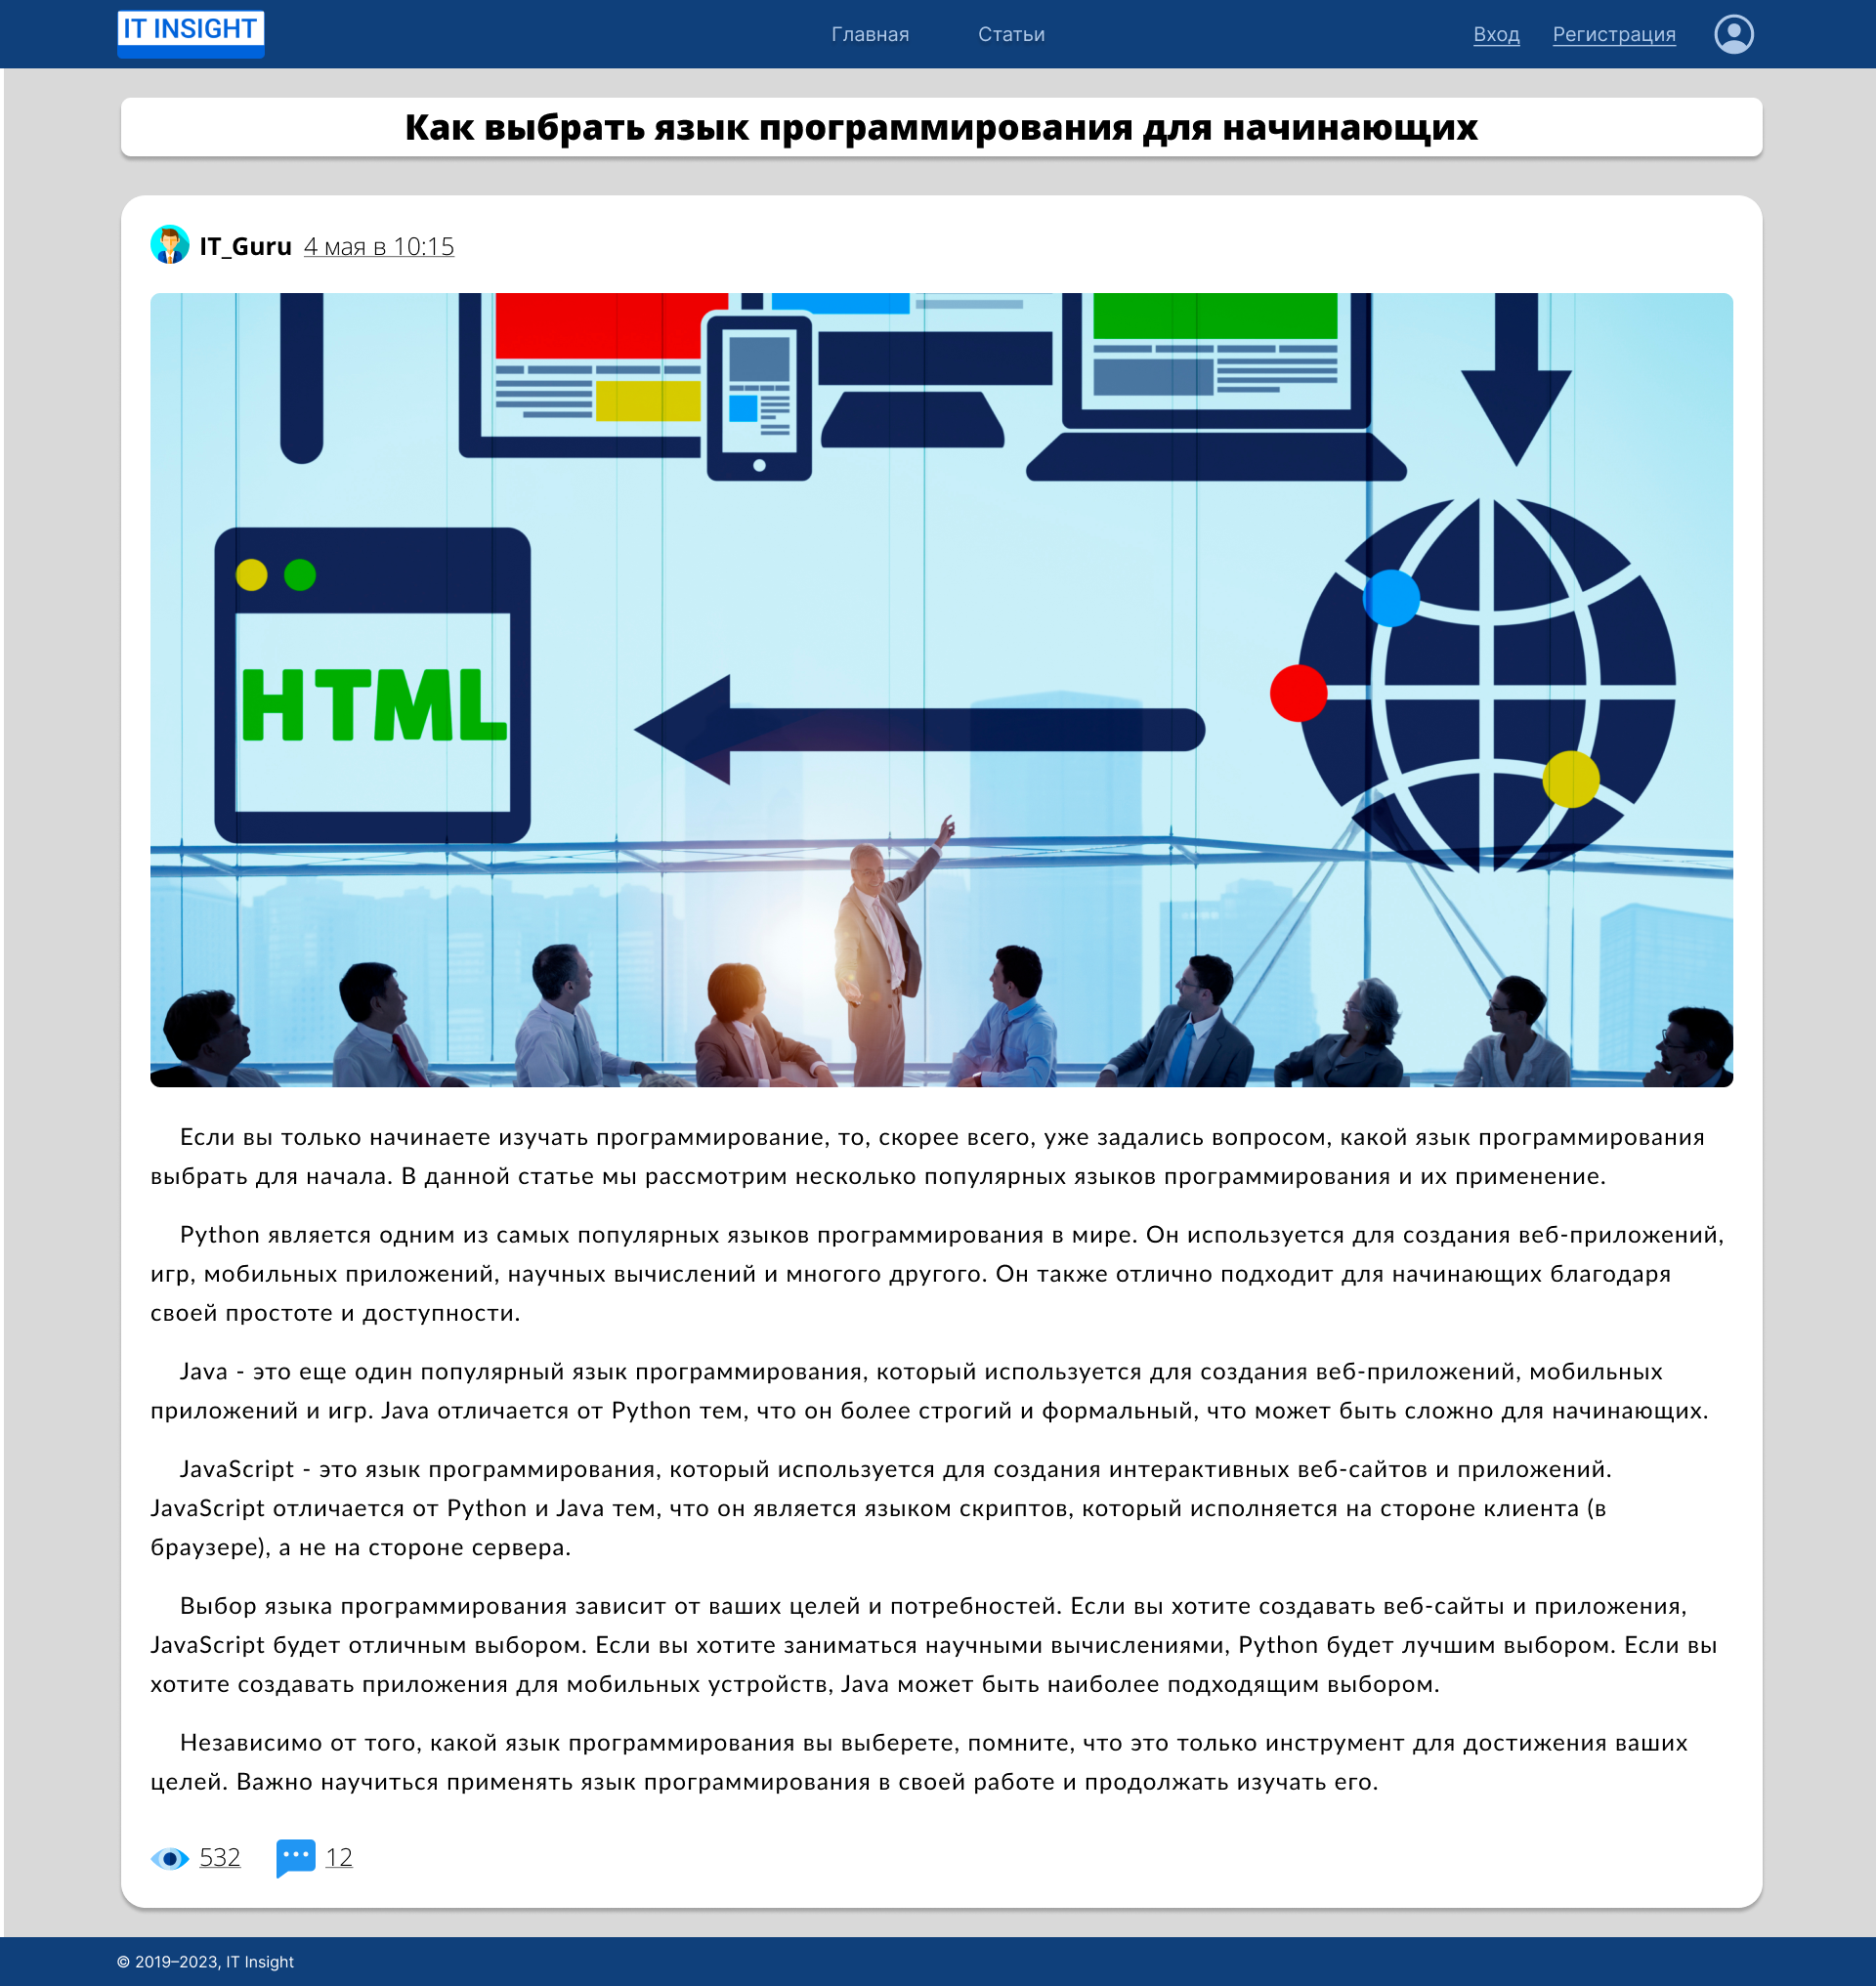 IT INSIGHT
Главная Статьи Вход Регистрация
Как выбрать язык программирования для начинающих
IT_Guru 4 мая в 10:15
HTML
Если вы только начинаете изучать программирование, то, скорее всего, уже задались вопросом, какой язык программирования
выбрать для начала. В данной статье мы рассмотрим несколько популярных языков программирования и их применение.
Python является одним из самых популярных языков программирования в мире. Он используется для создания веб-приложений,
игр, мобильных приложений, научных вычислений и многого другого. Он также отлично подходит для начинающих благодаря
своей простоте и доступности.
Java - это еще один популярный язык программирования, который используется для создания веб-приложений, мобильных
приложений и игр. Java отличается от Python тем, что он более строгий и формальный, что может быть сложно для начинающих.
JavaScript - это язык программирования, который используется для создания интерактивных веб-сайтов и приложений.
JavaScript отличается от Python и Java тем, что он является языком скриптов, который исполняется на стороне клиента (в
браузере), а не на стороне сервера.
Выбор языка программирования зависит от ваших целей и потребностей. Если вы хотите создавать веб-сайты и приложения,
JavaScript будет отличным выбором. Если вы хотите заниматься научными вычислениями, Python будет лучшим выбором. Если вы
хотите создавать приложения для мобильных устройств, Java может быть наиболее подходящим выбором.
Независимо от того, какой язык программирования вы выберете, помните, что это только инструмент для достижения ваших
целей. Важно научиться применять язык программирования в своей работе и продолжать изучать его.
532 12
© 2019–2023, IT Insight